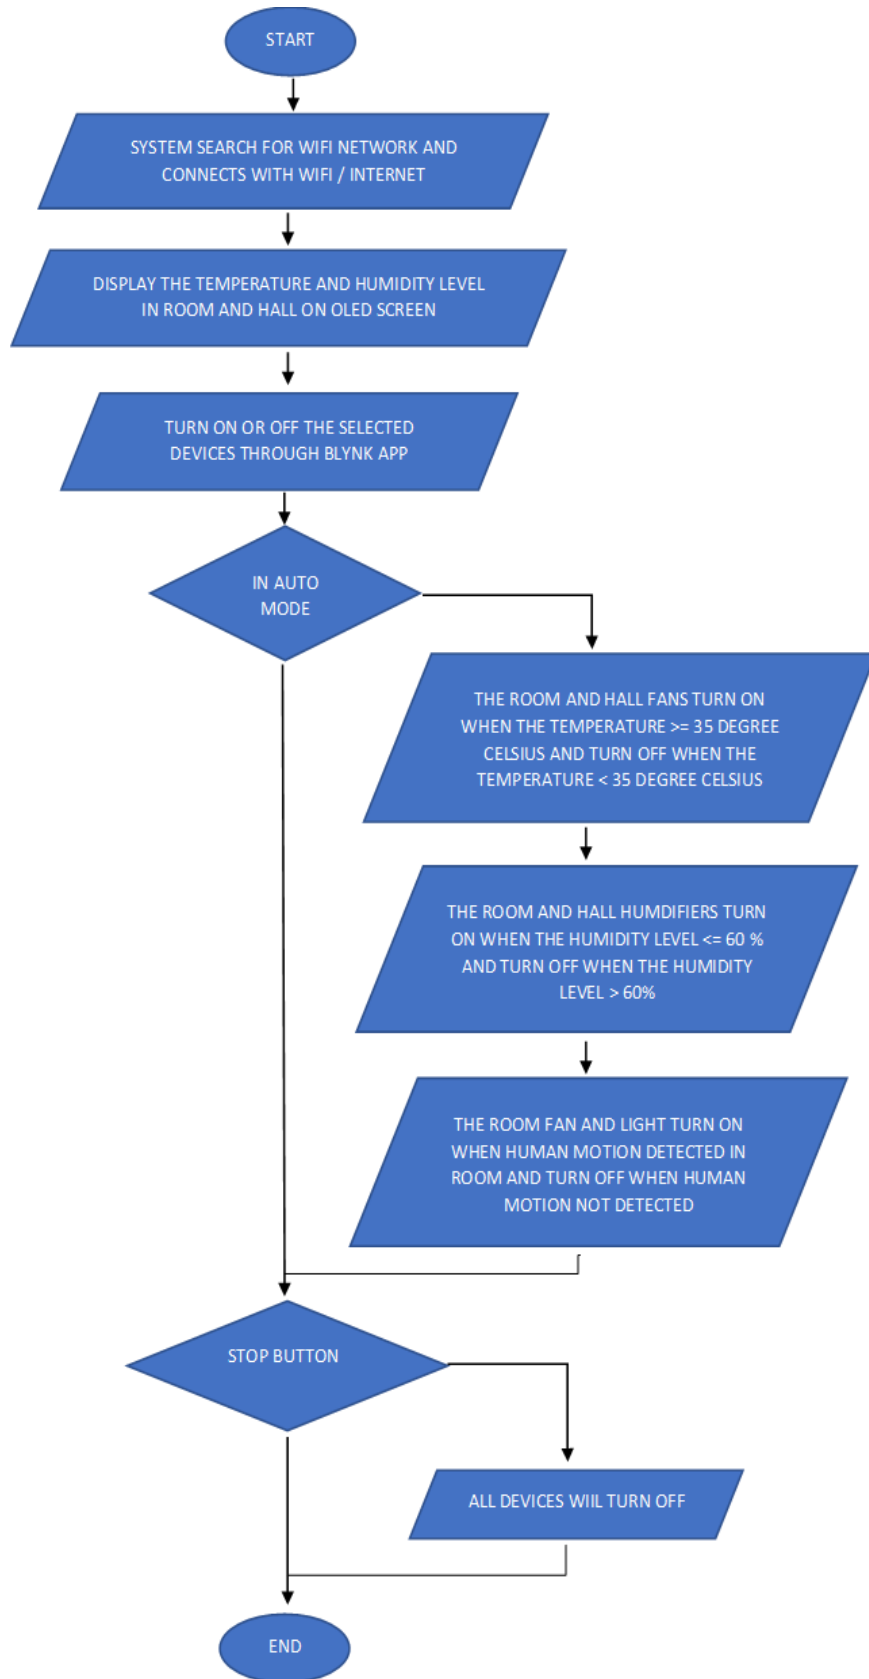 START
SYSTEM SEARCH FOR WIFI NETWORK AND
CONNECTS WITH WIFI / INTERNET
DISPLAY THE TEMPERATURE AND HUMIDITY LEVEL
IN ROOM AND HALL ON OLED SCREEN
TURN ON OR OFF THE SELECTED
DEVICES THROUGH BLYNK APP
IN AUTO
MODE
THE ROOM AND HALL FANS TURN ON
WHEN THE TEMPERATURE >= 35 DEGREE
CELSIUS AND TURN OFF WHEN THE
TEMPERATURE < 35 DEGREE CELSIUS
THE ROOM AND HALL HUMDIFIERS TURN
ON WHEN THE HUMIDITY LEVEL <= 60 %
AND TURN OFF WHEN THE HUMIDITY
LEVEL > 60%
THE ROOM FAN AND LIGHT TURN ON
WHEN HUMAN MOTION DETECTED IN
ROOM AND TURN OFF WHEN HUMAN
MOTION NOT DETECTED
STOP BUTTON
ALL DEVICES WIIL TURN OFF
END